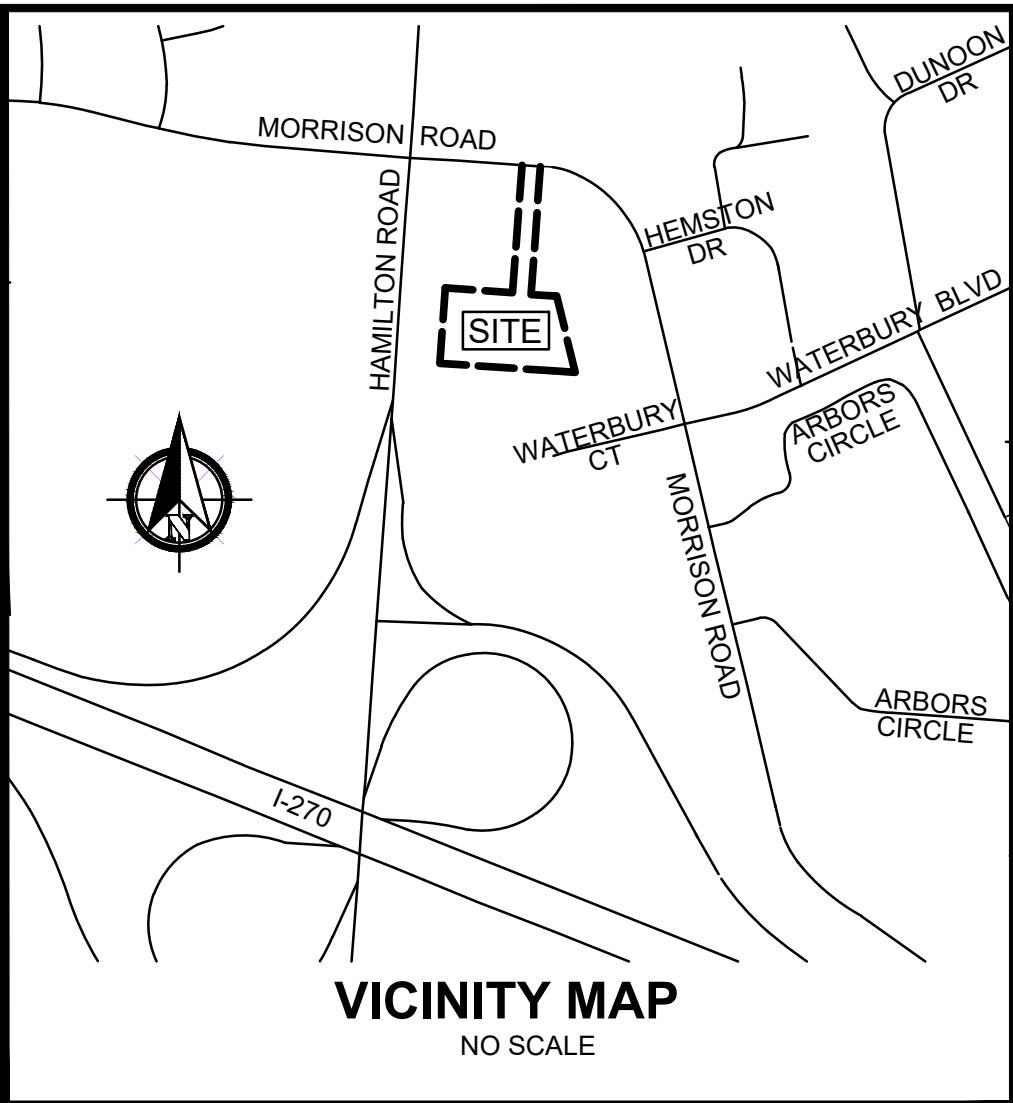 DUNOON
DR
MORRISON ROAD
HAMILTON ROAD
HEMSTON
DR
SITE
WATERBURY BLVD
WATERBURY
CT
ARBORS
CIRCLE
N
MORRISON ROAD
ARBORS
CIRCLE
I-270
VICINITY MAP
NO SCALE